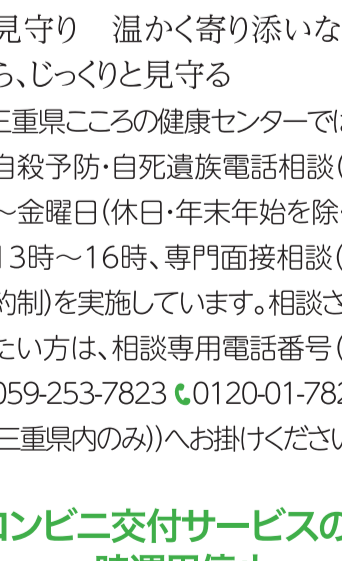 見守り　温かく寄り添いな
ら、じっくりと見守る
三重県こころの健康センターでは
自殺予防・自死遺族電話相談(
～金曜日(休日・年末年始を除
13時～16時、専門面接相談(
約制)を実施しています。相談さ
たい方は、相談専用電話番号(
059-253-7823 0120-01-782
三重県内のみ))へお掛けください
コンビニ交付サービスの
時運用停止